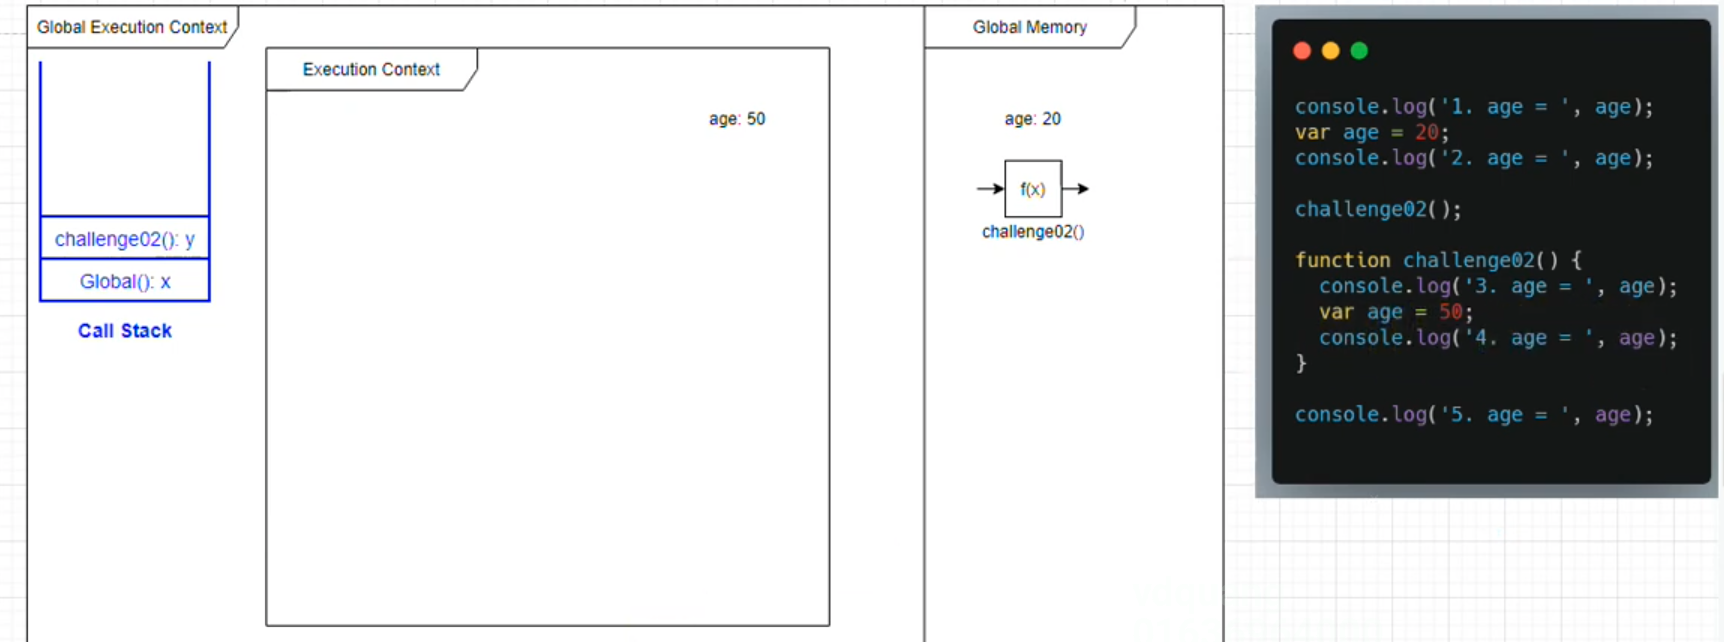 Global Execution Context
Execution Context
age: 50
challenge02(): y
Global(): x
Call Stack
Global Memory
age: 20
f(x)
challenge02()
console.log('1. age = ', age);
var age = 20;
console.log('2. age = ', age);
challenge02();
function challenge02() {
console.log('3. age = ', age);
var age = 50;
console.log('4. age = ', age);
}
console.log('5. age = ', age);